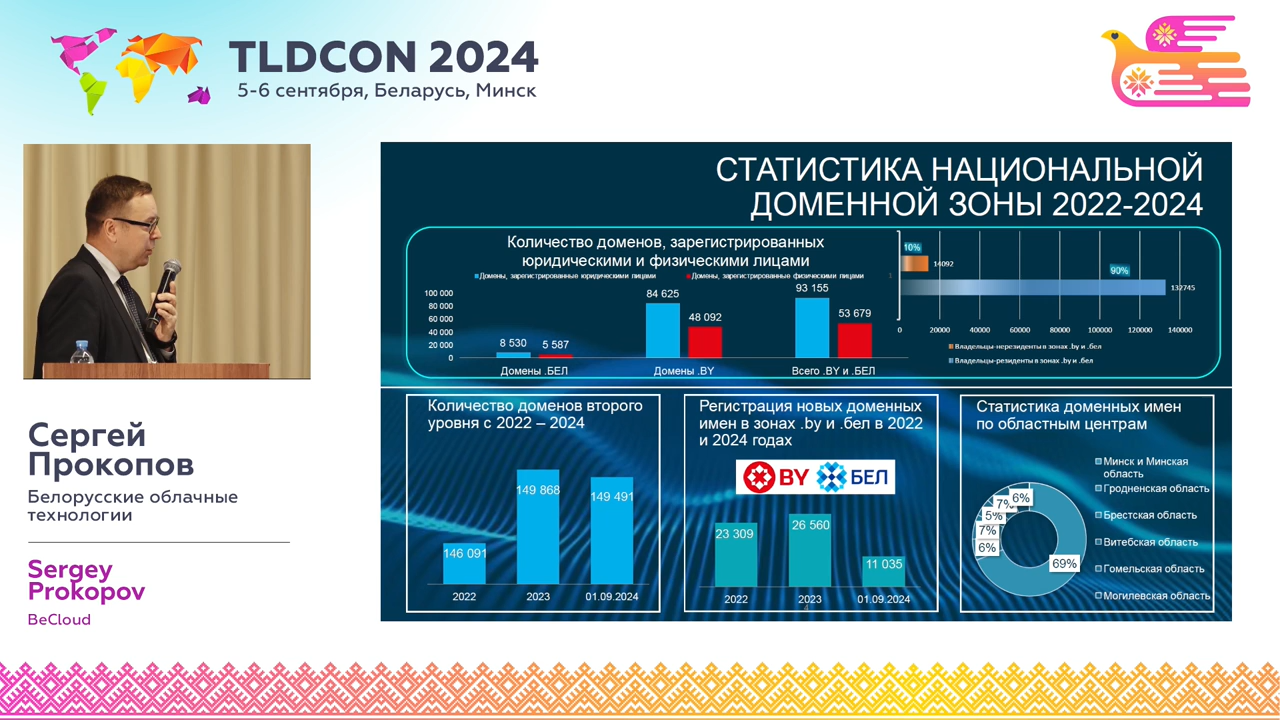 TLDCON 2024
5-6 сентября, Беларусь, Минск
Сергей
Прокопов
Белорусские облачные
технологии
Sergey
Prokopov
BeCloud
СТАТИСТИКА НАЦИОНАЛЬНОЙ
ДОМЕННОЙ ЗОНЫ 2022-2024
Количество доменов, зарегистрированных
юридическими и физическими лицами
Домены, зарегистрированные юридическими лицами
Домены, зарегистрированные физическими лицами
100 000
80 000
60 000
40 000
20 000
0
8 530
5 587
84 625
48 092
93 155
53 679
Домены .БЕЛ
Домены .BY
Всего .BY и .БЕЛ
1
10%
14092
90%
132745
0
20000
40000
60000
80000
100000
120000
140000
Владельцы-нерезиденты в зонах .by и .бел
Владельцы-резиденты в зонах .by и .бел
Количество доменов второго
уровня с 2022 – 2024
146 091
149 868
149 491
2022
2023
01.09.2024
Регистрация новых доменных
имен в зонах .by и .бел в 2022
и 2024 годах
BY
БЕЛ
23 309
26 560
11 035
2022
2023
01.09.2024
4
Статистика доменных имен
по областным центрам
6%
7%
5%
7%
6%
69%
Минск и Минская
область
Гродненская область
Брестская область
Витебская область
Гомельская область
Могилевская область